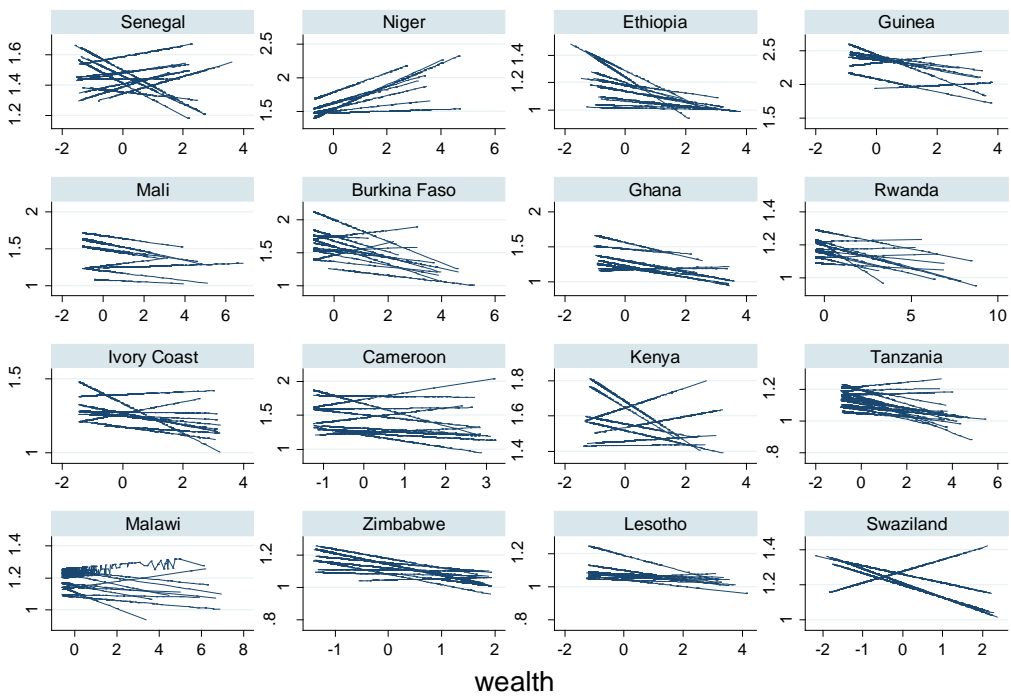 Senegal
Niger
Ethiopia
Guinea
1.2 1.4 1.6
1.5 2 2.5
1 1.2 1.4
1.5 2 2.5
-2 0 2 4
0 2 4 6
-2 0 2 4
-2 0 2 4
Mali
Burkina Faso
Ghana
Rwanda
1 1.5 2
1 1.5 2
1 1.5
1 1.2 1.4
-2 0 2 4 6
0 2 4 6
-2 0 2 4
0 5 10
Ivory Coast
Cameroon
Kenya
Tanzania
1 1.5
1 1.5 2
1.4 1.6 1.8
.8 1 1.2
-2 0 2 4
-1 0 1 2 3
-2 0 2 4
-2 0 2 4 6
Malawi
Zimbabwe
Lesotho
Swaziland
1 1.2 1.4
.8 1 1.2
.8 1 1.2
1 1.2 1.4
0 2 4 6 8
-1 0 1 2
-2 0 2 4
-2 -1 0 1 2
wealth